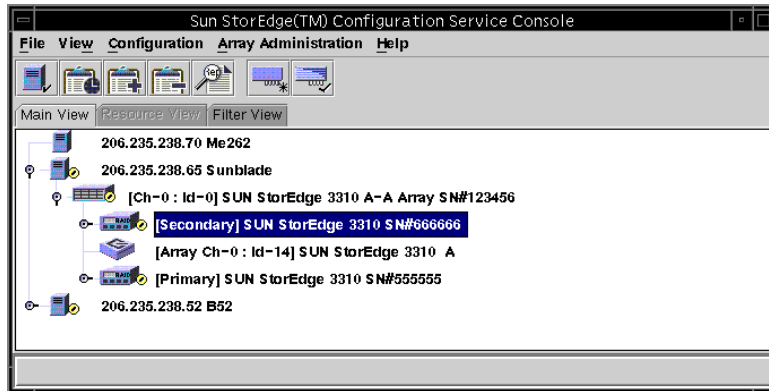 Sun StorEdge(TM) Configuration Service Console
File View Configuration Array Administration Help
Main View Resource View Filter View
206.235.238.70 Me262
206.235.238.65 Sunblade
[Ch-0 : Id-0] SUN StorEdge 3310 A-A Array SN#123456
[Secondary] SUN StorEdge 3310 SN#666666
[Array Ch-0 : Id-14] SUN StorEdge 3310 A
[Primary] SUN StorEdge 3310 SN#555555
206.235.238.52 B52